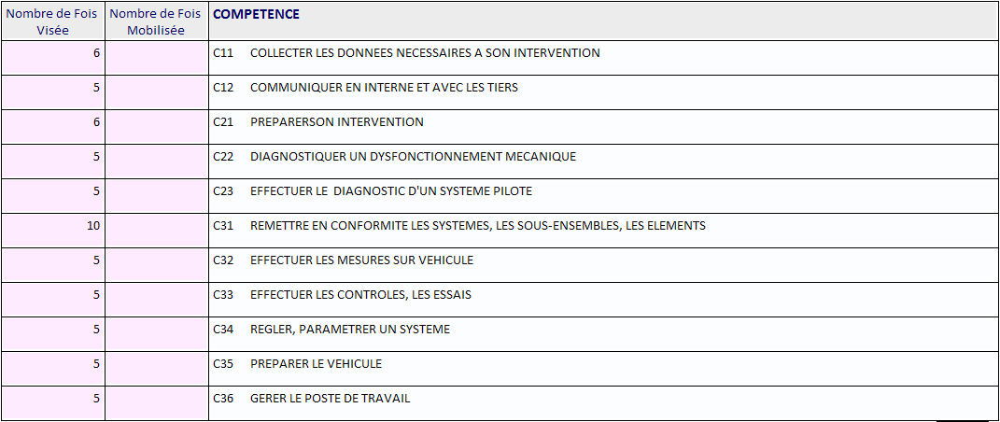 Nombre de Fois Visée Nombre de Fois Mobilisée COMPETENCE
6 C11 COLLECTER LES DONNEES NECESSAIRES A SON INTERVENTION
5 C12 COMMUNIQUER EN INTERNE ET AVEC LES TIERS
6 C21 PREPARERSON INTERVENTION
5 C22 DIAGNOSTIQUER UN DYSFONCTIONNEMENT MECANIQUE
5 C23 EFFECTUER LE DIAGNOSTIC D'UN SYSTEME PILOTE
10 C31 REMETTRE EN CONFORMITE LES SYSTEMES, LES SOUS-ENSEMBLES, LES ELEMENTS
5 C32 EFFECTUER LES MESURES SUR VEHICULE
5 C33 EFFECTUER LES CONTROLES, LES ESSAIS
5 C34 REGLER, PARAMETRER UN SYSTEME
5 C35 PREPARER LE VEHICULE
5 C36 GERER LE POSTE DE TRAVAIL